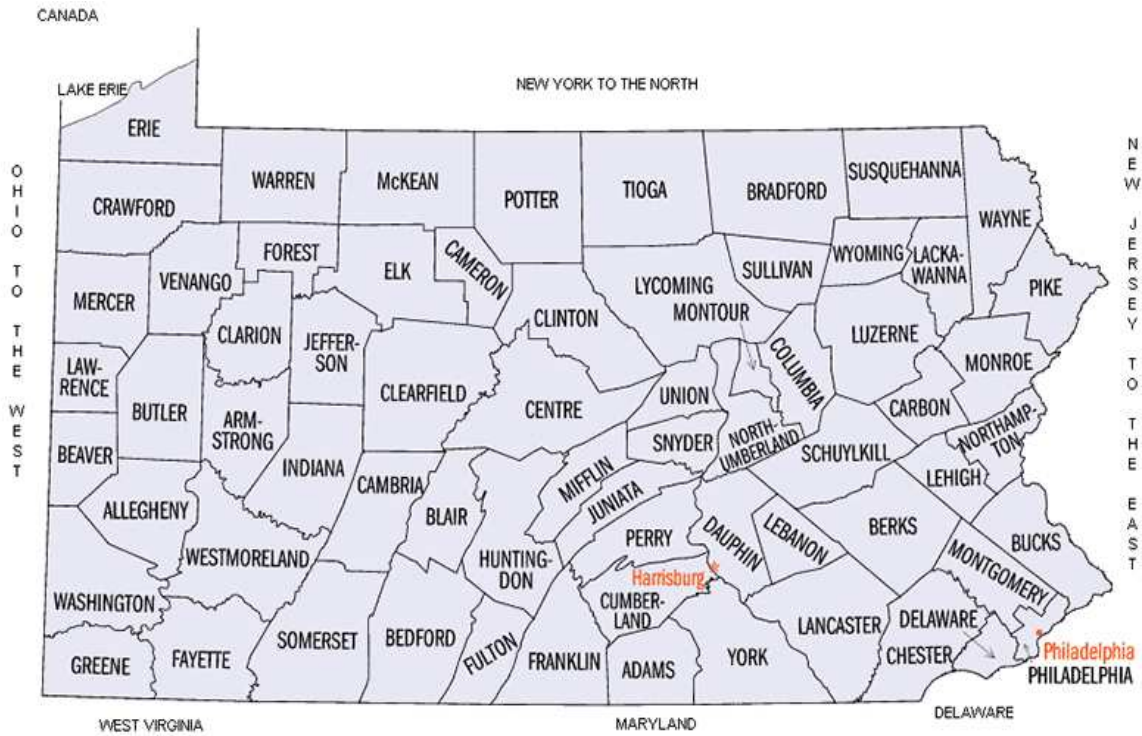 CANADA
LAKE ERIE
NEW YORK TO THE NORTH
OHIO TO THE WEST
NEW JERSEY TO THE EAST
ERIE
WARREN
McKEAN
POTTER
TIOGA
BRADFORD
SUSQUEHANNA
WAYNE
CRAWFORD
FOREST
ELK
CAMERON
VENANGO
MERCER
CLARION
JEFFER-
SON
CLINTON
LYCOMING
MONTOUR
SULLIVAN
WYOMING
LACKA-
WANNA
PIKE
LUZERNE
COLUMBIA
MONROE
LAW-
RENCE
BUTLER
ARM-
STRONG
CLEARFIELD
CENTRE
UNION
SNYDER
NORTH-
UMBERLAND
CARBON
NORTHAMP-
TON
SCHUYLKILL
LEHIGH
BEAVER
INDIANA
CAMBRIA
BLAIR
MIFFLIN
JUNIATA
ALLEGHENY
WESTMORELAND
HUNTING-
DON
PERRY
DAUPHIN
LEBANON
BERKS
BUCKS
MONTGOMERY
Harrisburg
CUMBER-
LAND
WASHINGTON
GREENE
FAYETTE
SOMERSET
BEDFORD
FULTON
FRANKLIN
ADAMS
YORK
LANCASTER
DELAWARE
CHESTER
Philadelphia
PHILADELPHIA
WEST VIRGINIA
MARYLAND
DELAWARE